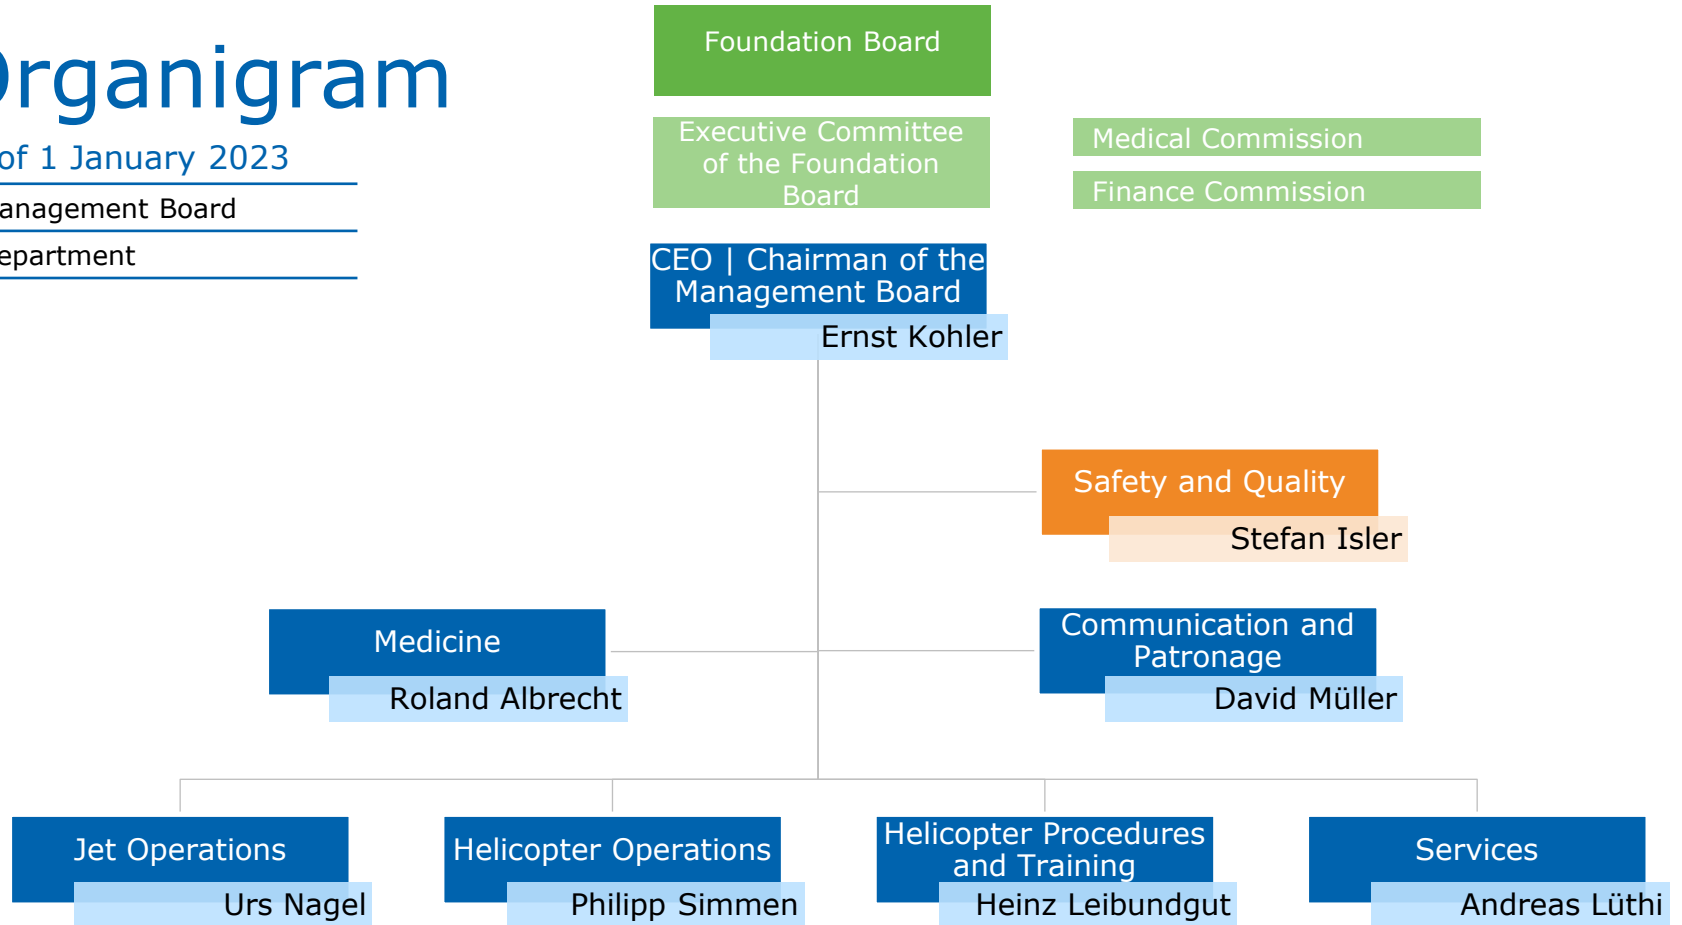 Organigram
of 1 January 2023
anagement Board
epartment
Foundation Board
Executive Committee
of the Foundation
Board
Medical Commission
Finance Commission
CEO | Chairman of the
Management Board
Ernst Kohler
Safety and Quality
Stefan Isler
Medicine
Roland Albrecht
Communication and
Patronage
David Müller
Jet Operations
Urs Nagel
Helicopter Operations
Philipp Simmen
Helicopter Procedures
and Training
Heinz Leibundgut
Services
Andreas Lüthi